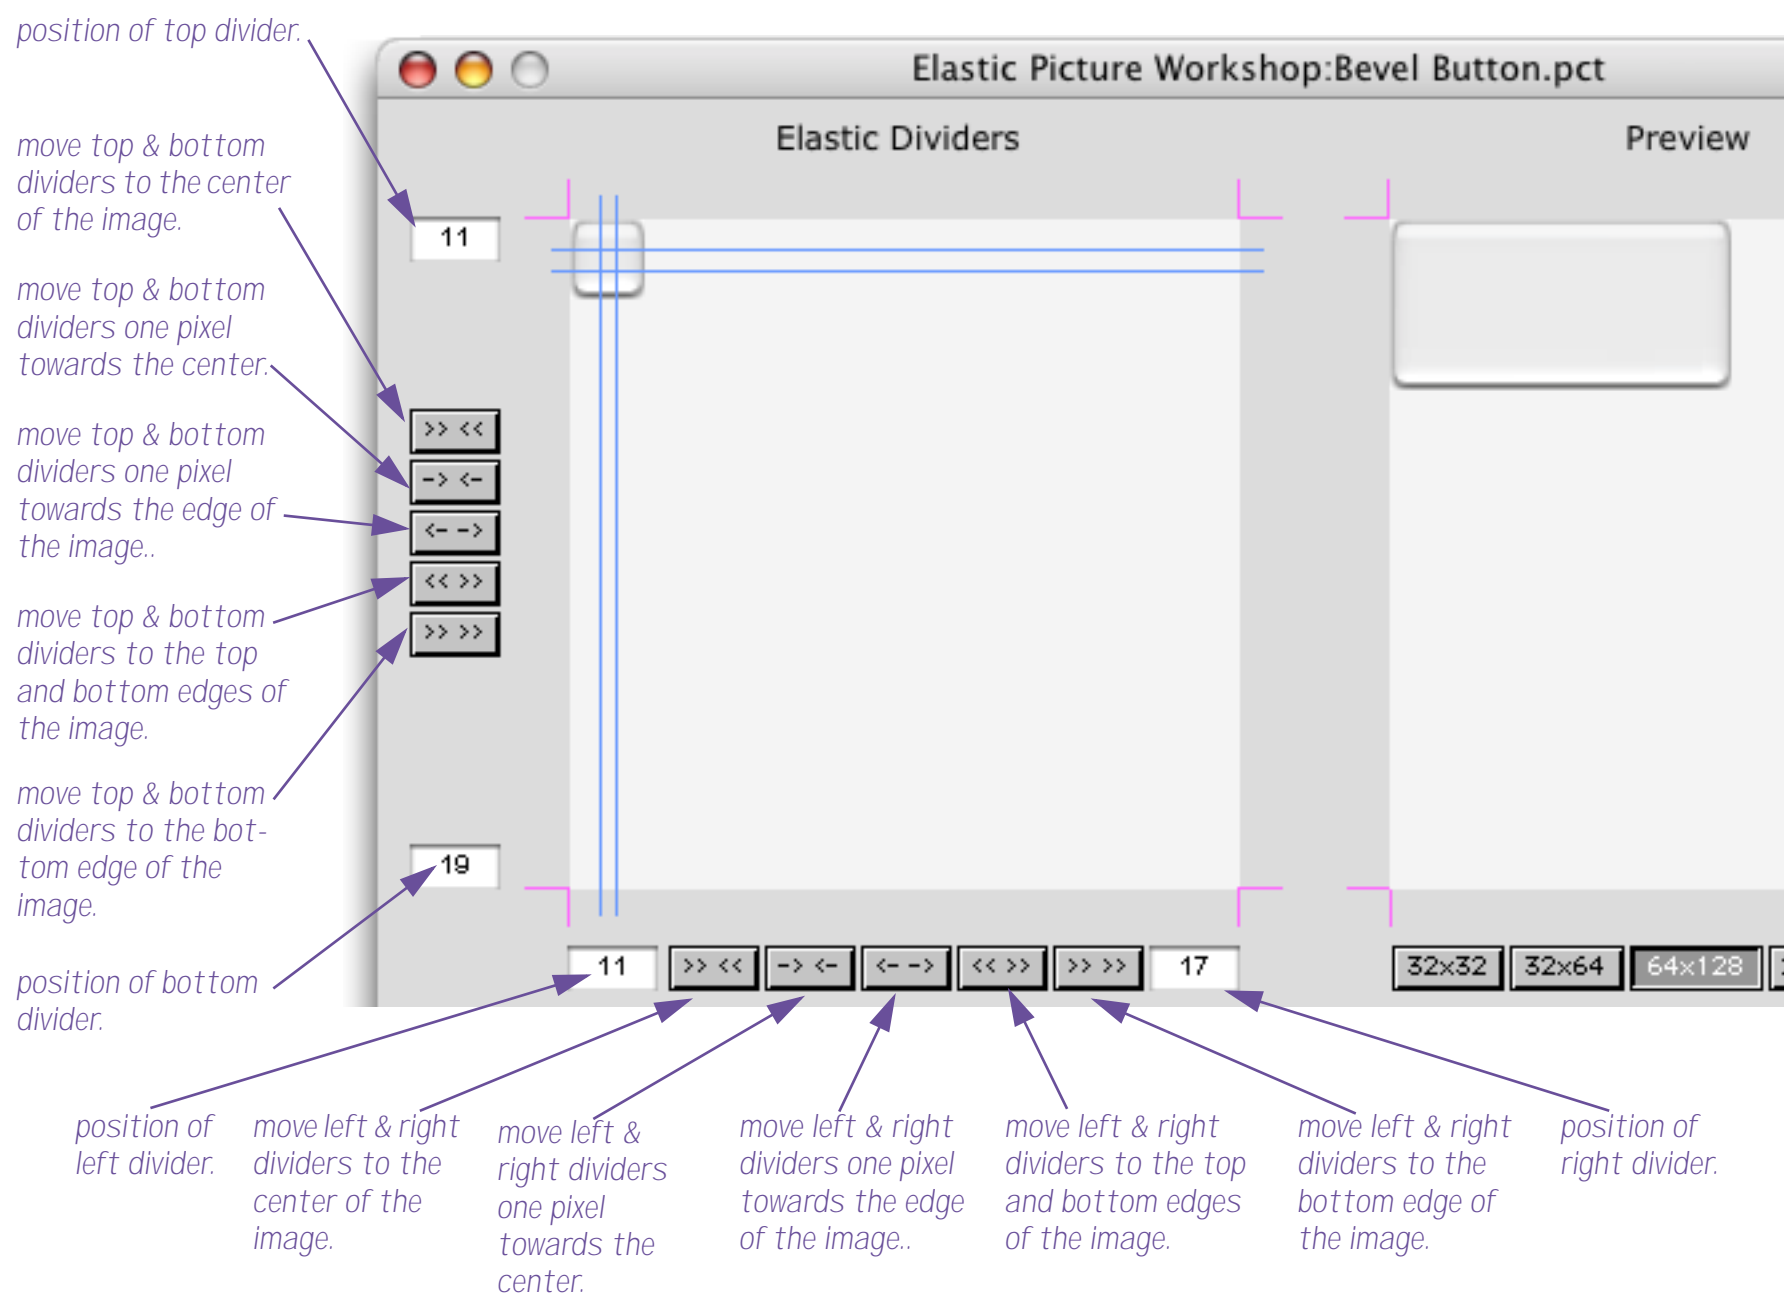 position of top divider.
Elastic Picture Workshop:Bevel Button.pct
Elastic Dividers
Preview
move top & bottom
dividers to the center
of the image.
11
move top & bottom
dividers one pixel
towards the center.
move top & bottom
dividers one pixel
towards the edge of
the image..
>> <<
-> <-
<- ->
<< >>
>> >>
move top & bottom
dividers to the top
and bottom edges of
the image.
move top & bottom
dividers to the bot-
tom edge of the
image.
19
position of bottom
divider.
11 >> << -> <- <- -> << >> >> >> 17
32x32 32x64 64x128
position of
left divider.
move left & right
dividers to the
center of the
image.
move left &
right dividers
one pixel
towards the
center.
move left & right
dividers one pixel
towards the edge
of the image..
move left & right
dividers to the top
and bottom edges
of the image.
move left & right
dividers to the
bottom edge of
the image.
position of
right divider.